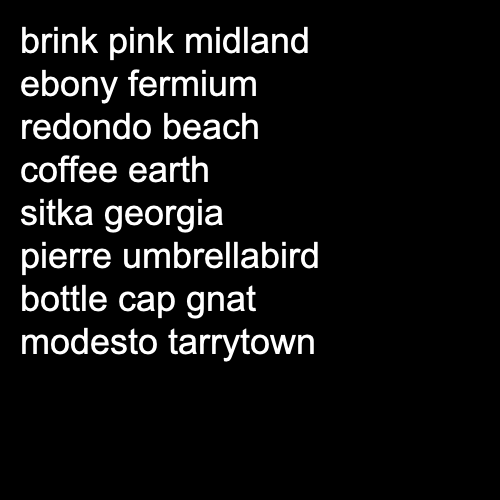 brink pink midland
ebony fermium
redondo beach
coffee earth
sitka georgia
pierre umbrellabird
bottle cap gnat
modesto tarrytown